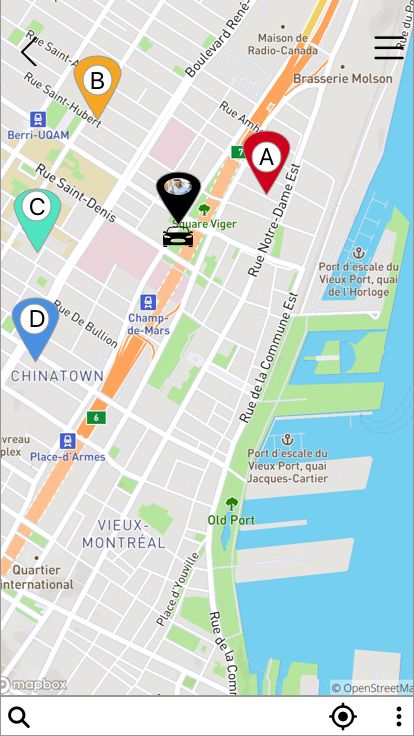 Maison de
Radio-Canada
Boulevard René-
Rue Saint-A
Brasserie Molson
B
Rue Saint-Hubert
Rue Amhe
Berri-UQAM
7
A
Rue Saint-Denis
C
Square Viger
Rue Notre-Dame Est
Port d'escale du
Vieux Port, quai
de l'Horloge
Champ-
de-Mars
D
Rue De Bullion
Rue de la Commune Est
CHINATOWN
6
vreau
plex
Place-d'Armes
Port d'escale du
Vieux Port, quai
Jacques-Cartier
Old Port
VIEUX-
MONTRÉAL
Quartier
international
Place d'Youville
Rue de la Comm
mapbox
© OpenStreetMa